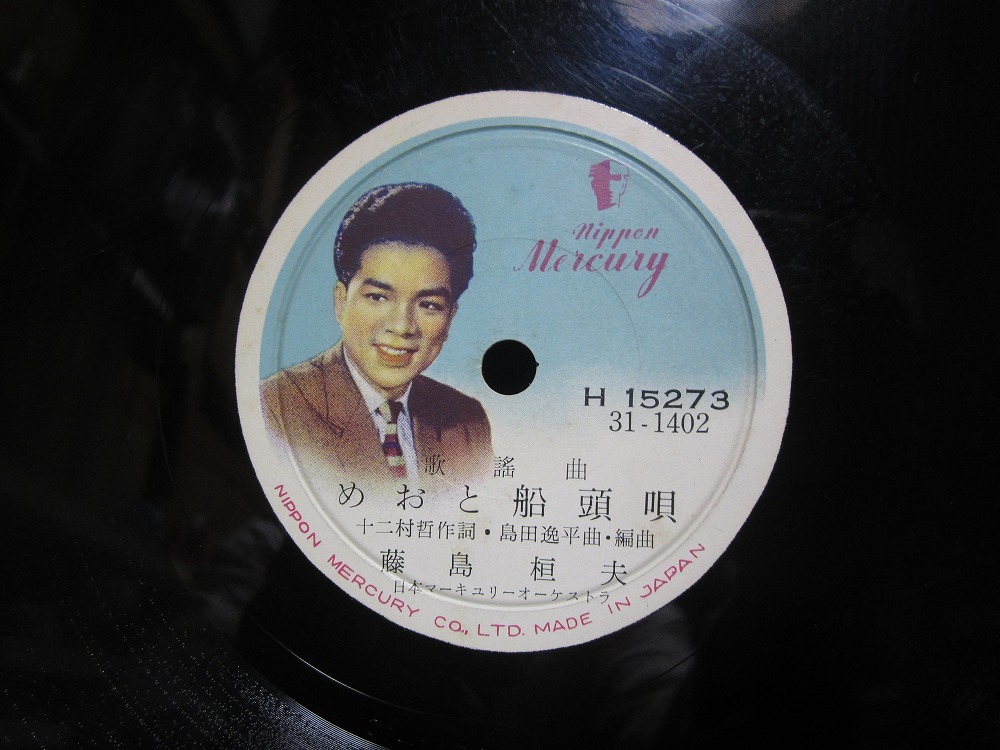 Nippon
Mercury
H 15273
31-1402
歌謡曲
めおと船頭唄
十二村哲作詞・島田逸平曲・編曲
藤島桓夫
日本マーキュリーオーケストラ
NIPPON MERCURY CO., LTD. MADE IN JAPAN